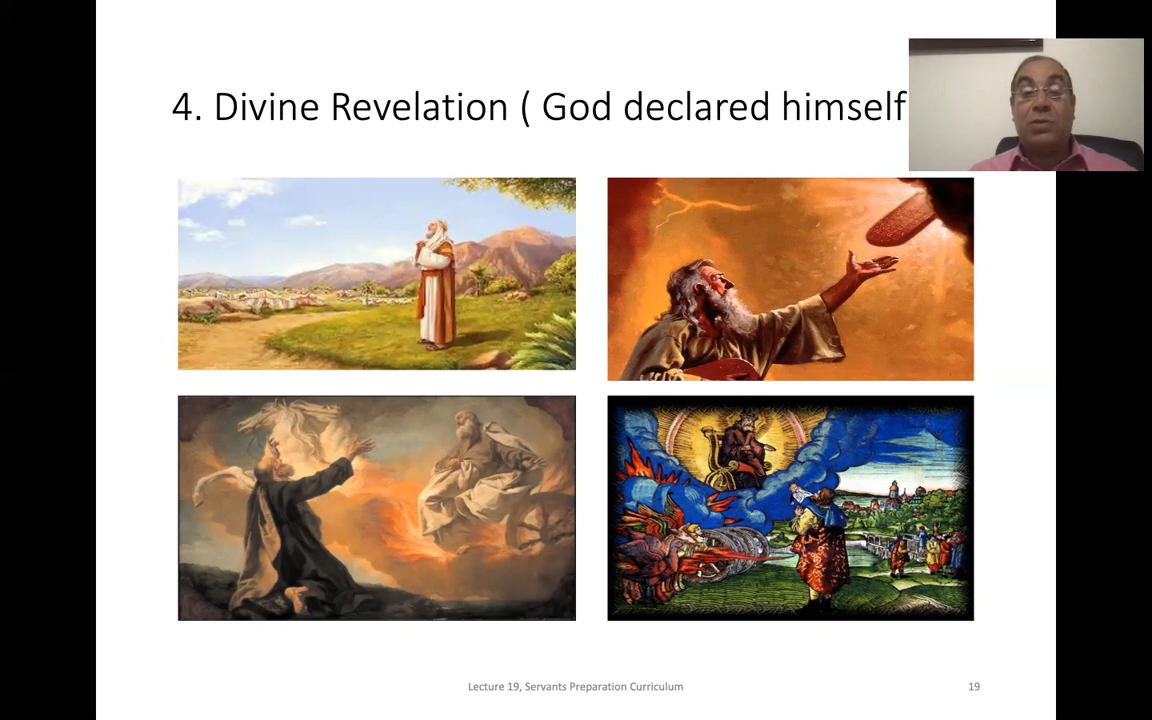 4. Divine Revelation ( God declared himself
Lecture 19, Servants Preparation Curriculum
19